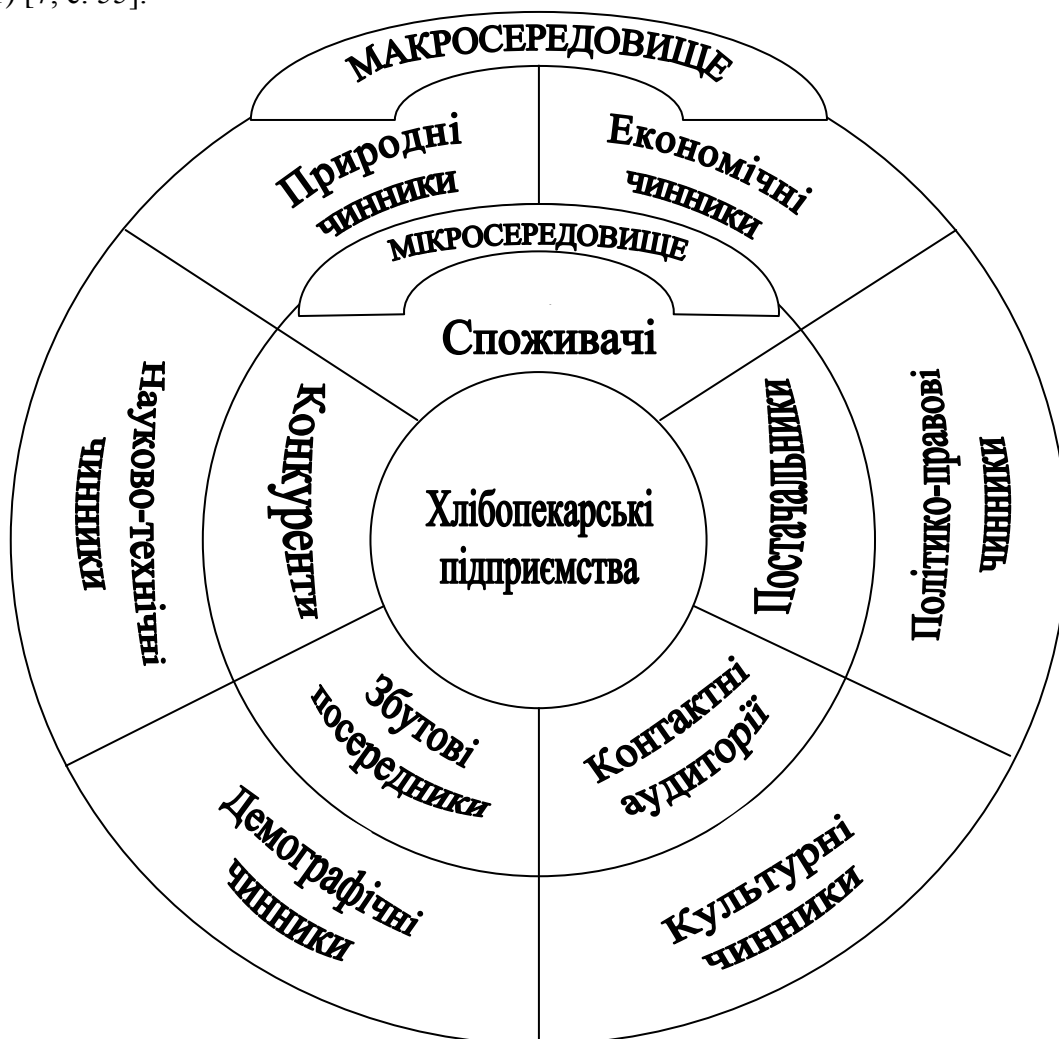 [7, с. 53].
МАКРОСЕРЕДОВИЩЕ
Природні
чинники
Економічні
чинники
МІКРОСЕРЕДОВИЩЕ
Споживачі
Науково-технічні
чинники
Конкуренти
Хлібопекарські
підприємства
Постачальники
Політико-правові
чинники
Збутові
посередники
Контактні
аудиторії
Демографічні
чинники
Культурні
чинники